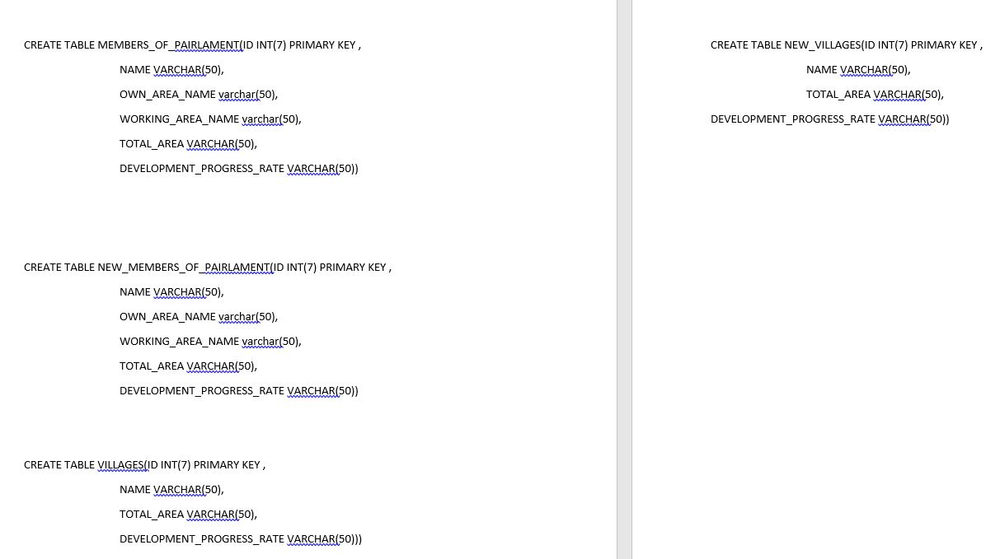 CREATE TABLE MEMBERS_OF_PAIRLAMENT(ID INT(7) PRIMARY KEY ,
NAME VARCHAR(50),
OWN_AREA_NAME varchar(50),
WORKING_AREA_NAME varchar(50),
TOTAL_AREA VARCHAR(50),
DEVELOPMENT_PROGRESS_RATE VARCHAR(50))
CREATE TABLE NEW_MEMBERS_OF_PAIRLAMENT(ID INT(7) PRIMARY KEY ,
NAME VARCHAR(50),
OWN_AREA_NAME varchar(50),
WORKING_AREA_NAME varchar(50),
TOTAL_AREA VARCHAR(50),
DEVELOPMENT_PROGRESS_RATE VARCHAR(50))
CREATE TABLE VILLAGES(ID INT(7) PRIMARY KEY ,
NAME VARCHAR(50),
TOTAL_AREA VARCHAR(50),
DEVELOPMENT_PROGRESS_RATE VARCHAR(50)))
CREATE TABLE NEW_VILLAGES(ID INT(7) PRIMARY KEY ,
NAME VARCHAR(50),
TOTAL_AREA VARCHAR(50),
DEVELOPMENT_PROGRESS_RATE VARCHAR(50))